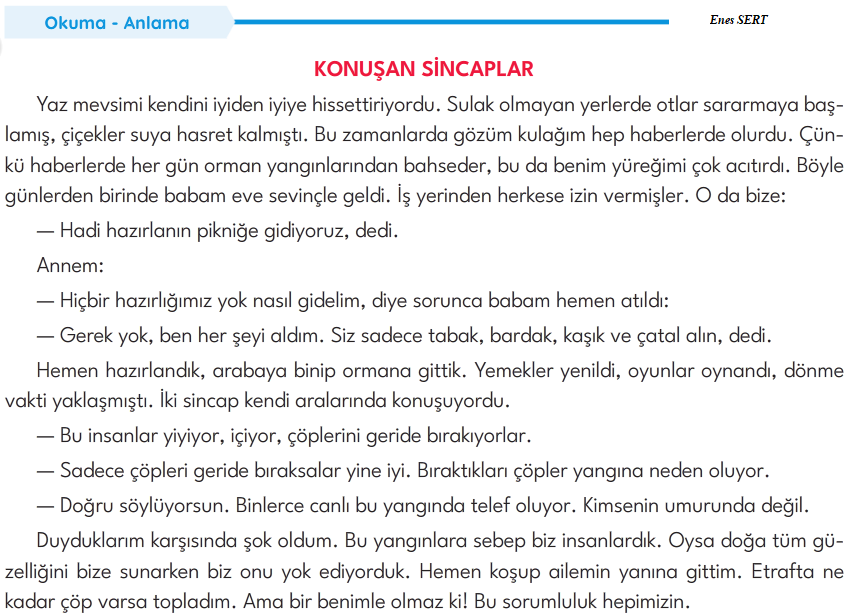 Okuma - Anlama
Enes SERT
KONUŞAN SİNCAPLAR
Yaz mevsimi kendini iyiden iyiye hissettiriyordu. Sulak olmayan yerlerde otlar sararmaya baş-
lamış, çiçekler suya hasret kalmıştı. Bu zamanlarda gözüm kulağım hep haberlerde olurdu. Çün-
kü haberlerde her gün orman yangınlarından bahseder, bu da benim yüreğimi çok acıtırdı. Böyle
günlerden birinde babam eve sevinçle geldi. İş yerinden herkese izin vermişler. O da bize:
— Hadi hazırlanın pikniğe gidiyoruz, dedi.
Annem:
— Hiçbir hazırlığımız yok nasıl gidelim, diye sorunca babam hemen atıldı:
— Gerek yok, ben her şeyi aldım. Siz sadece tabak, bardak, kaşık ve çatal alın, dedi.
Hemen hazırlandık, arabaya binip ormana gittik. Yemekler yenildi, oyunlar oynandı, dönme
vakti yaklaşmıştı. İki sincap kendi aralarında konuşuyordu.
— Bu insanlar yiyiyor, içiyor, çöplerini geride bırakıyorlar.
— Sadece çöpleri geride bıraksalar yine iyi. Bıraktıkları çöpler yangına neden oluyor.
— Doğru söylüyorsun. Binlerce canlı bu yangında telef oluyor. Kimsenin umurunda değil.
Duyduklarım karşısında şok oldum. Bu yangınlara sebep biz insanlardık. Oysa doğa tüm gü-
zelliğini bize sunarken biz onu yok ediyorduk. Hemen koşup ailemin yanına gittim. Etrafta ne
kadar çöp varsa topladım. Ama bir benimle olmaz ki! Bu sorumluluk hepimizin.